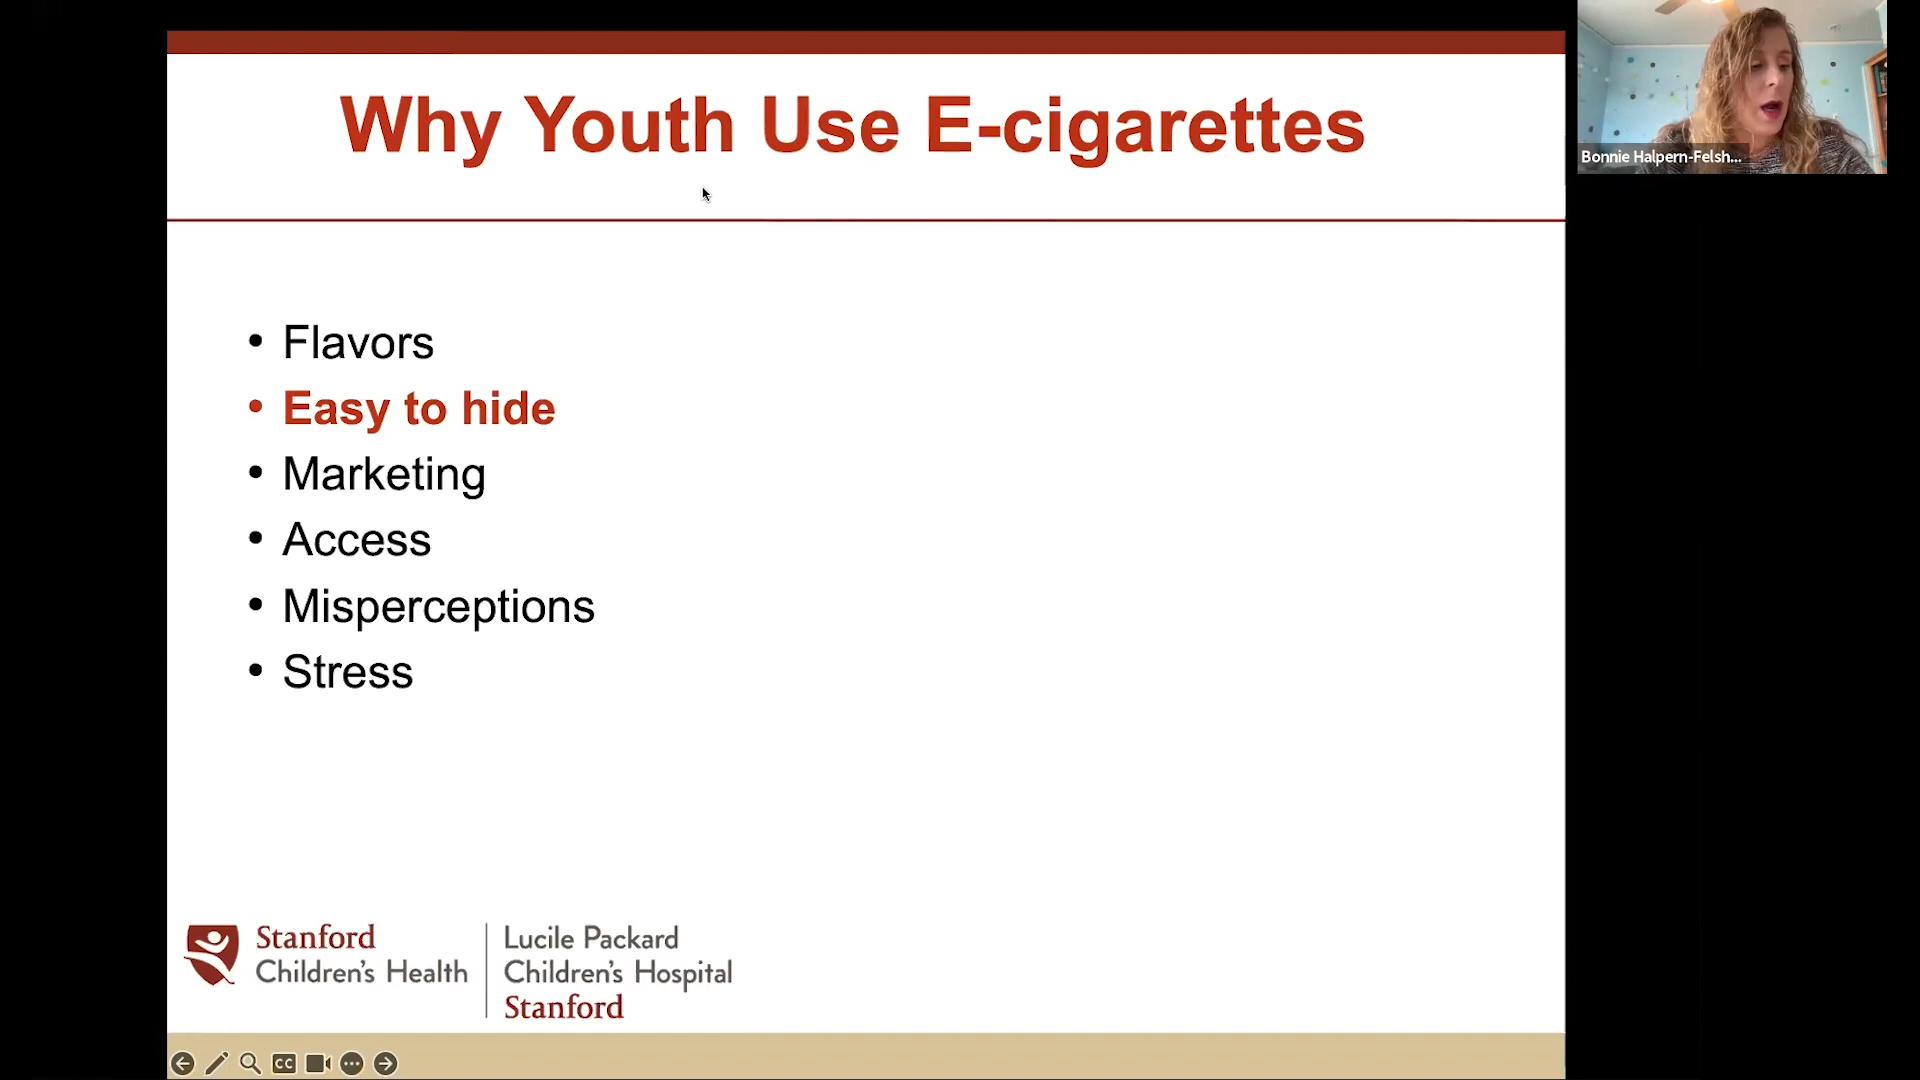 Why Youth Use E-cigarettes
Bonnie Halpern-Felsh...
• Flavors
• Easy to hide
• Marketing
• Access
• Misperceptions
• Stress
Stanford
Children's Health
Lucile Packard
Children's Hospital
Stanford
CC